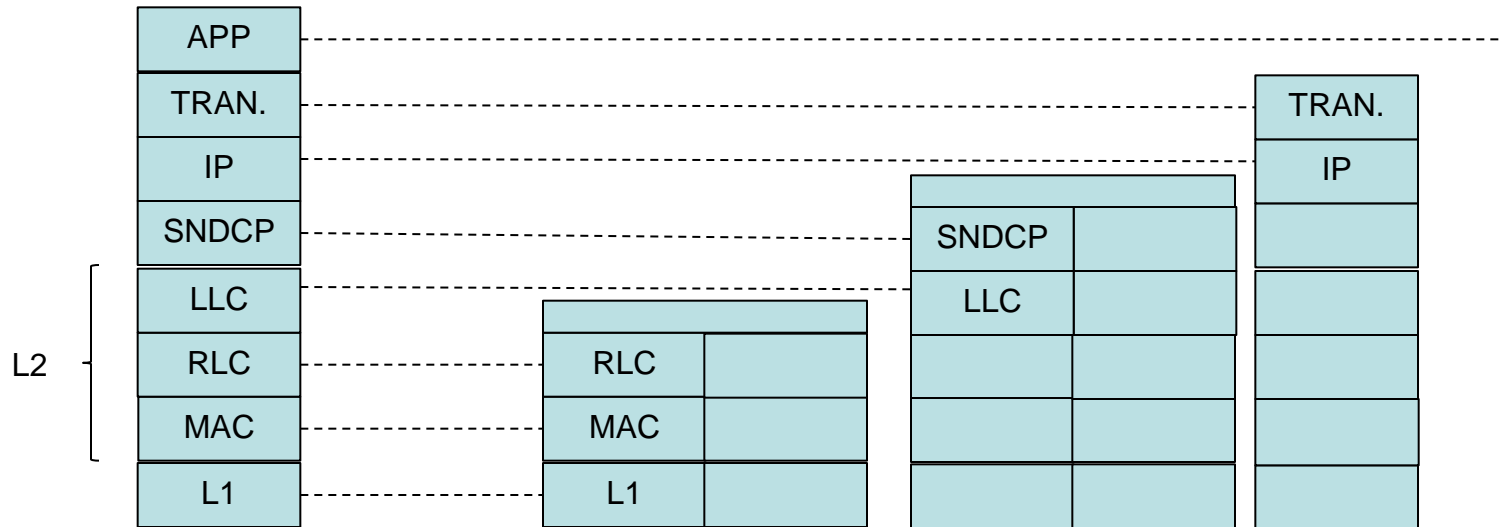 APP
TRAN.
TRAN.
IP
IP
SNDCP
SNDCP
LLC
LLC
L2
RLC
RLC
MAC
MAC
L1
L1